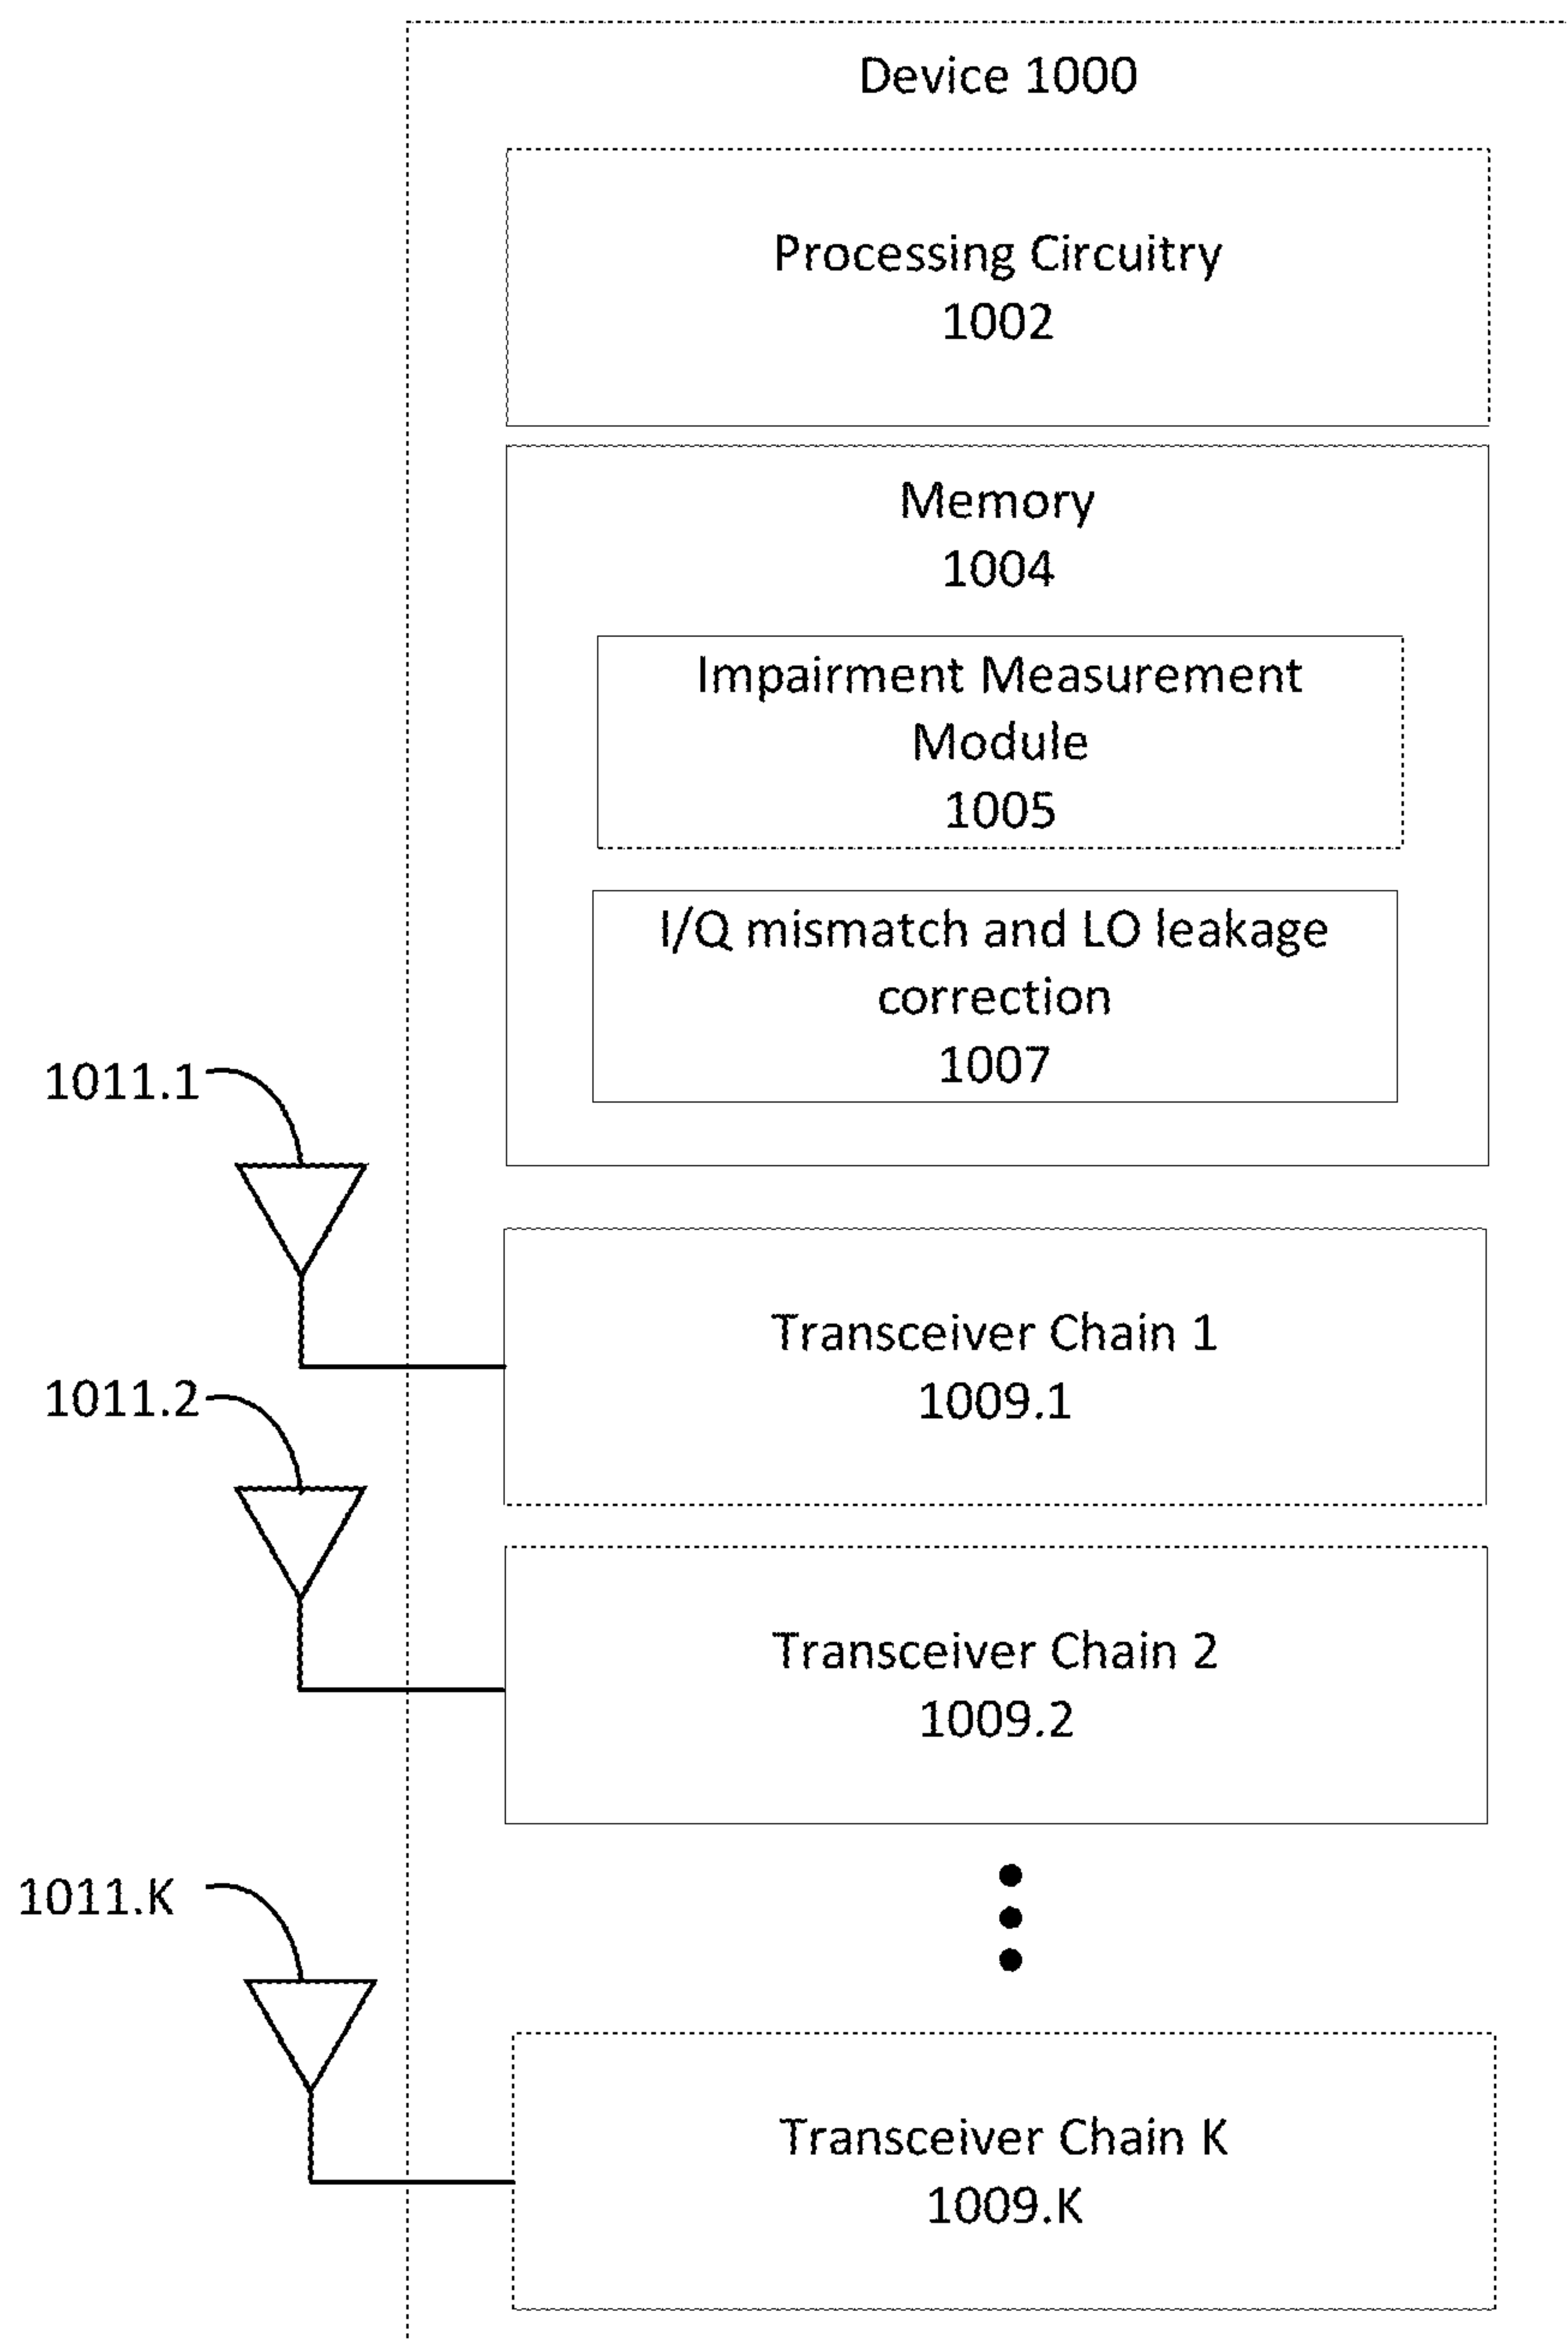 Device 1000
Processing Circuitry
1002
Memory
1004
Impairment Measurement
Module
1005
I/Q mismatch and LO leakage
correction
1007
1011.1
Transceiver Chain 1
1009.1
1011.2
Transceiver Chain 2
1009.2
1011.K
Transceiver Chain K
1009.K